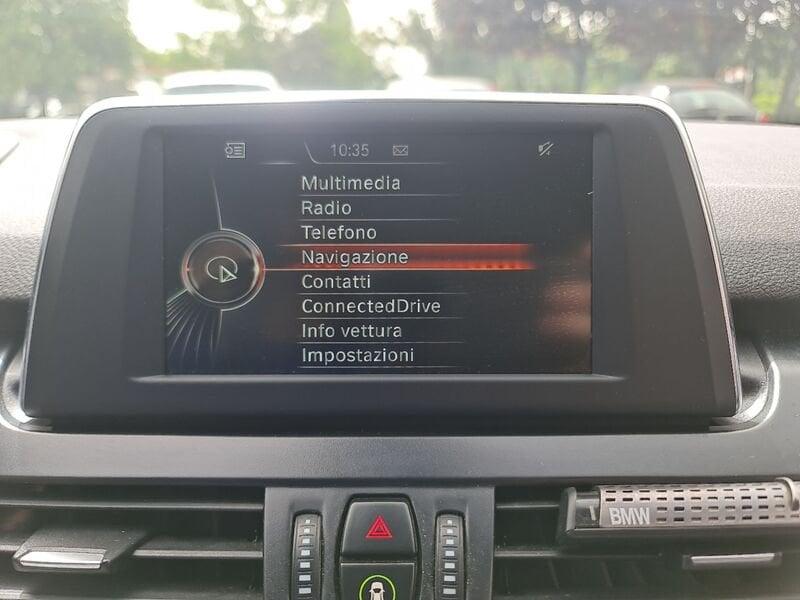 10:35
Multimedia
Radio
Telefono
Navigazione
Contatti
ConnectedDrive
Info vettura
Impostazioni
BMW